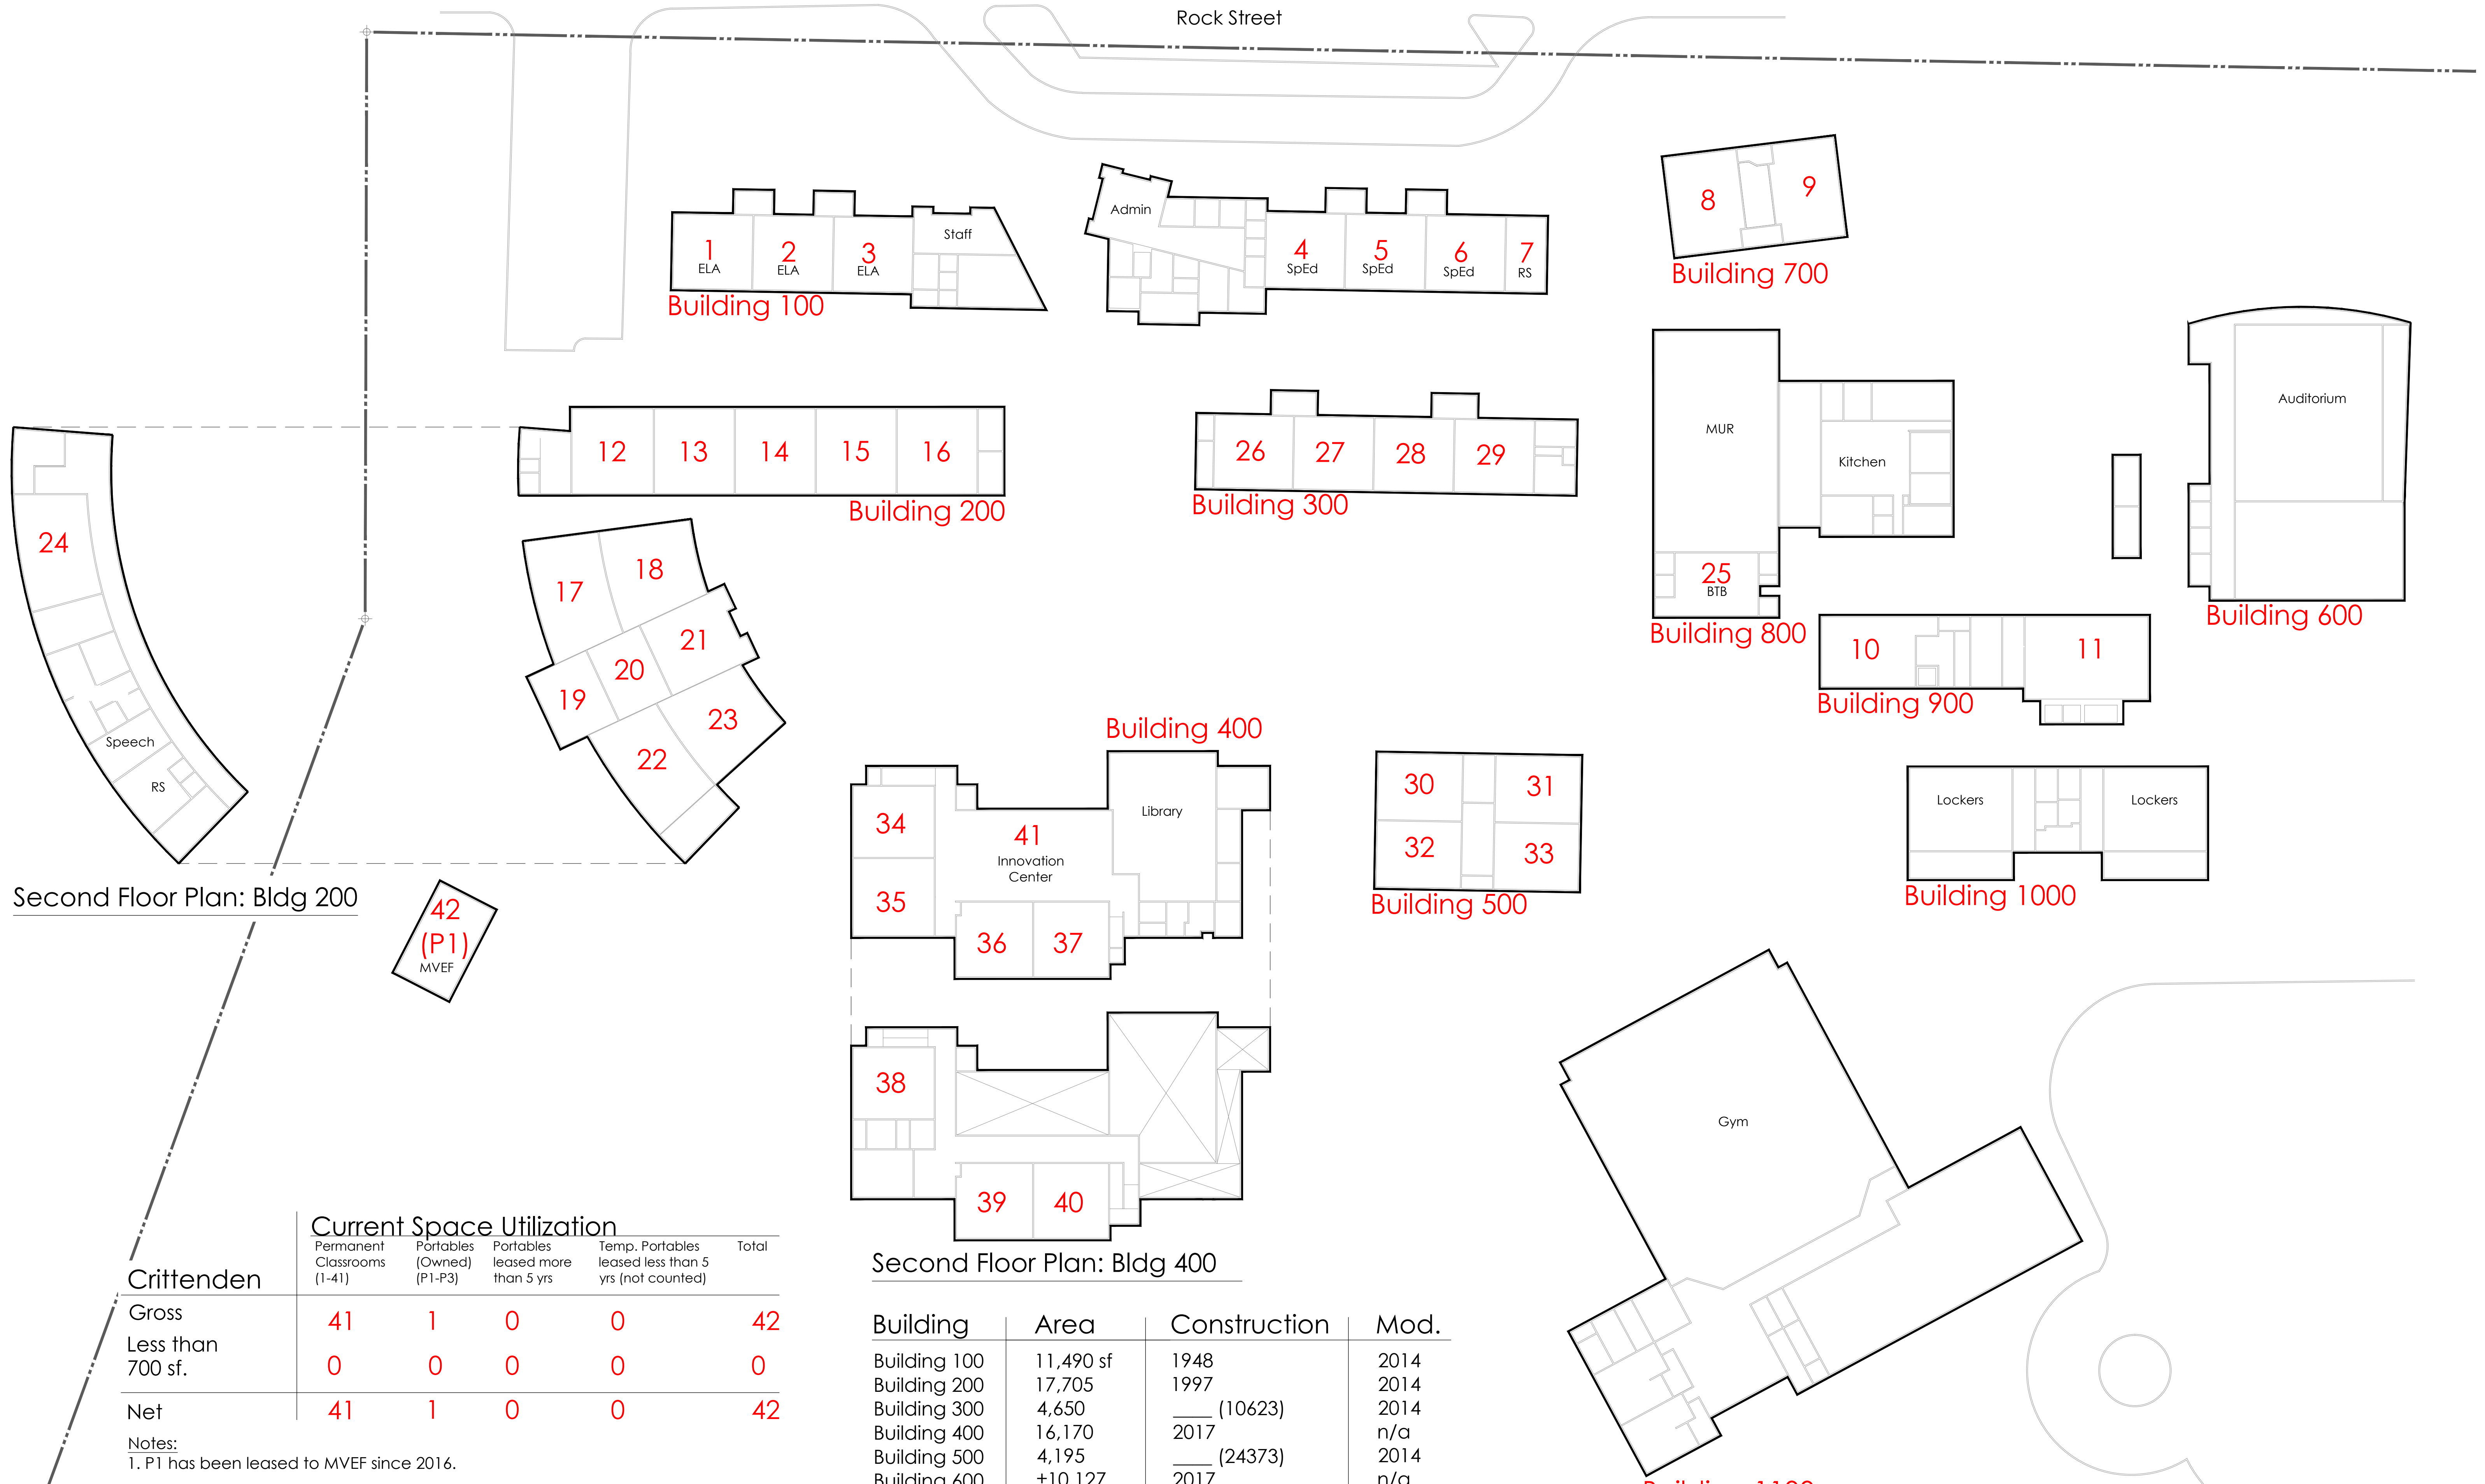 Rock Street
Admin
Staff
1
ELA
2
ELA
3
ELA
4
SpEd
5
SpEd
6
SpEd
7
RS
8
9
Building 700
Building 100
Auditorium
MUR
Kitchen
12
13
14
15
16
Building 200
26
27
28
29
Building 300
24
17
18
25
BTB
Building 800
Building 600
21
20
19
23
22
10
11
Building 900
Speech
RS
Building 400
Library
34
41
Innovation
Center
35
36
37
30
31
32
33
Building 500
Lockers
Lockers
Building 1000
Second Floor Plan: Bldg 200
42
(P1)
MVEF
38
39
40
Second Floor Plan: Bldg 400
Gym
Current Space Utilization
Crittenden
Permanent Classrooms (1-41)
Portables (Owned) (P1-P3)
Portables leased more than 5 yrs
Temp. Portables leased less than 5 yrs (not counted)
Total
Gross 41 1 0 0 42
Less than
700 sf. 0 0 0 0 0
Net 41 1 0 0 42
Notes:
1. P1 has been leased to MVEF since 2016.
Building Area Construction Mod.
Building 100 11,490 sf 1948 2014
Building 200 17,705 1997 2014
Building 300 4,650 ____ (10623) 2014
Building 400 16,170 2017 n/a
Building 500 4,195 ____ (24373) 2014
Building 600 ±10,127 2017 n/a
Building 1100